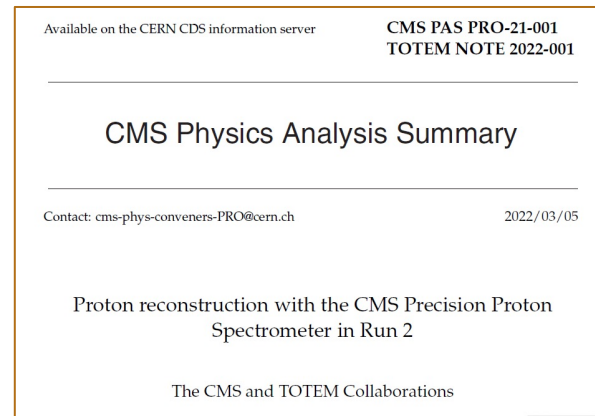 Available on the CERN CDS information server
CMS PAS PRO-21-001
TOTEM NOTE 2022-001
CMS Physics Analysis Summary
Contact: cms-phys-conveners-PRO@cern.ch
2022/03/05
Proton reconstruction with the CMS Precision Proton
Spectrometer in Run 2
The CMS and TOTEM Collaborations